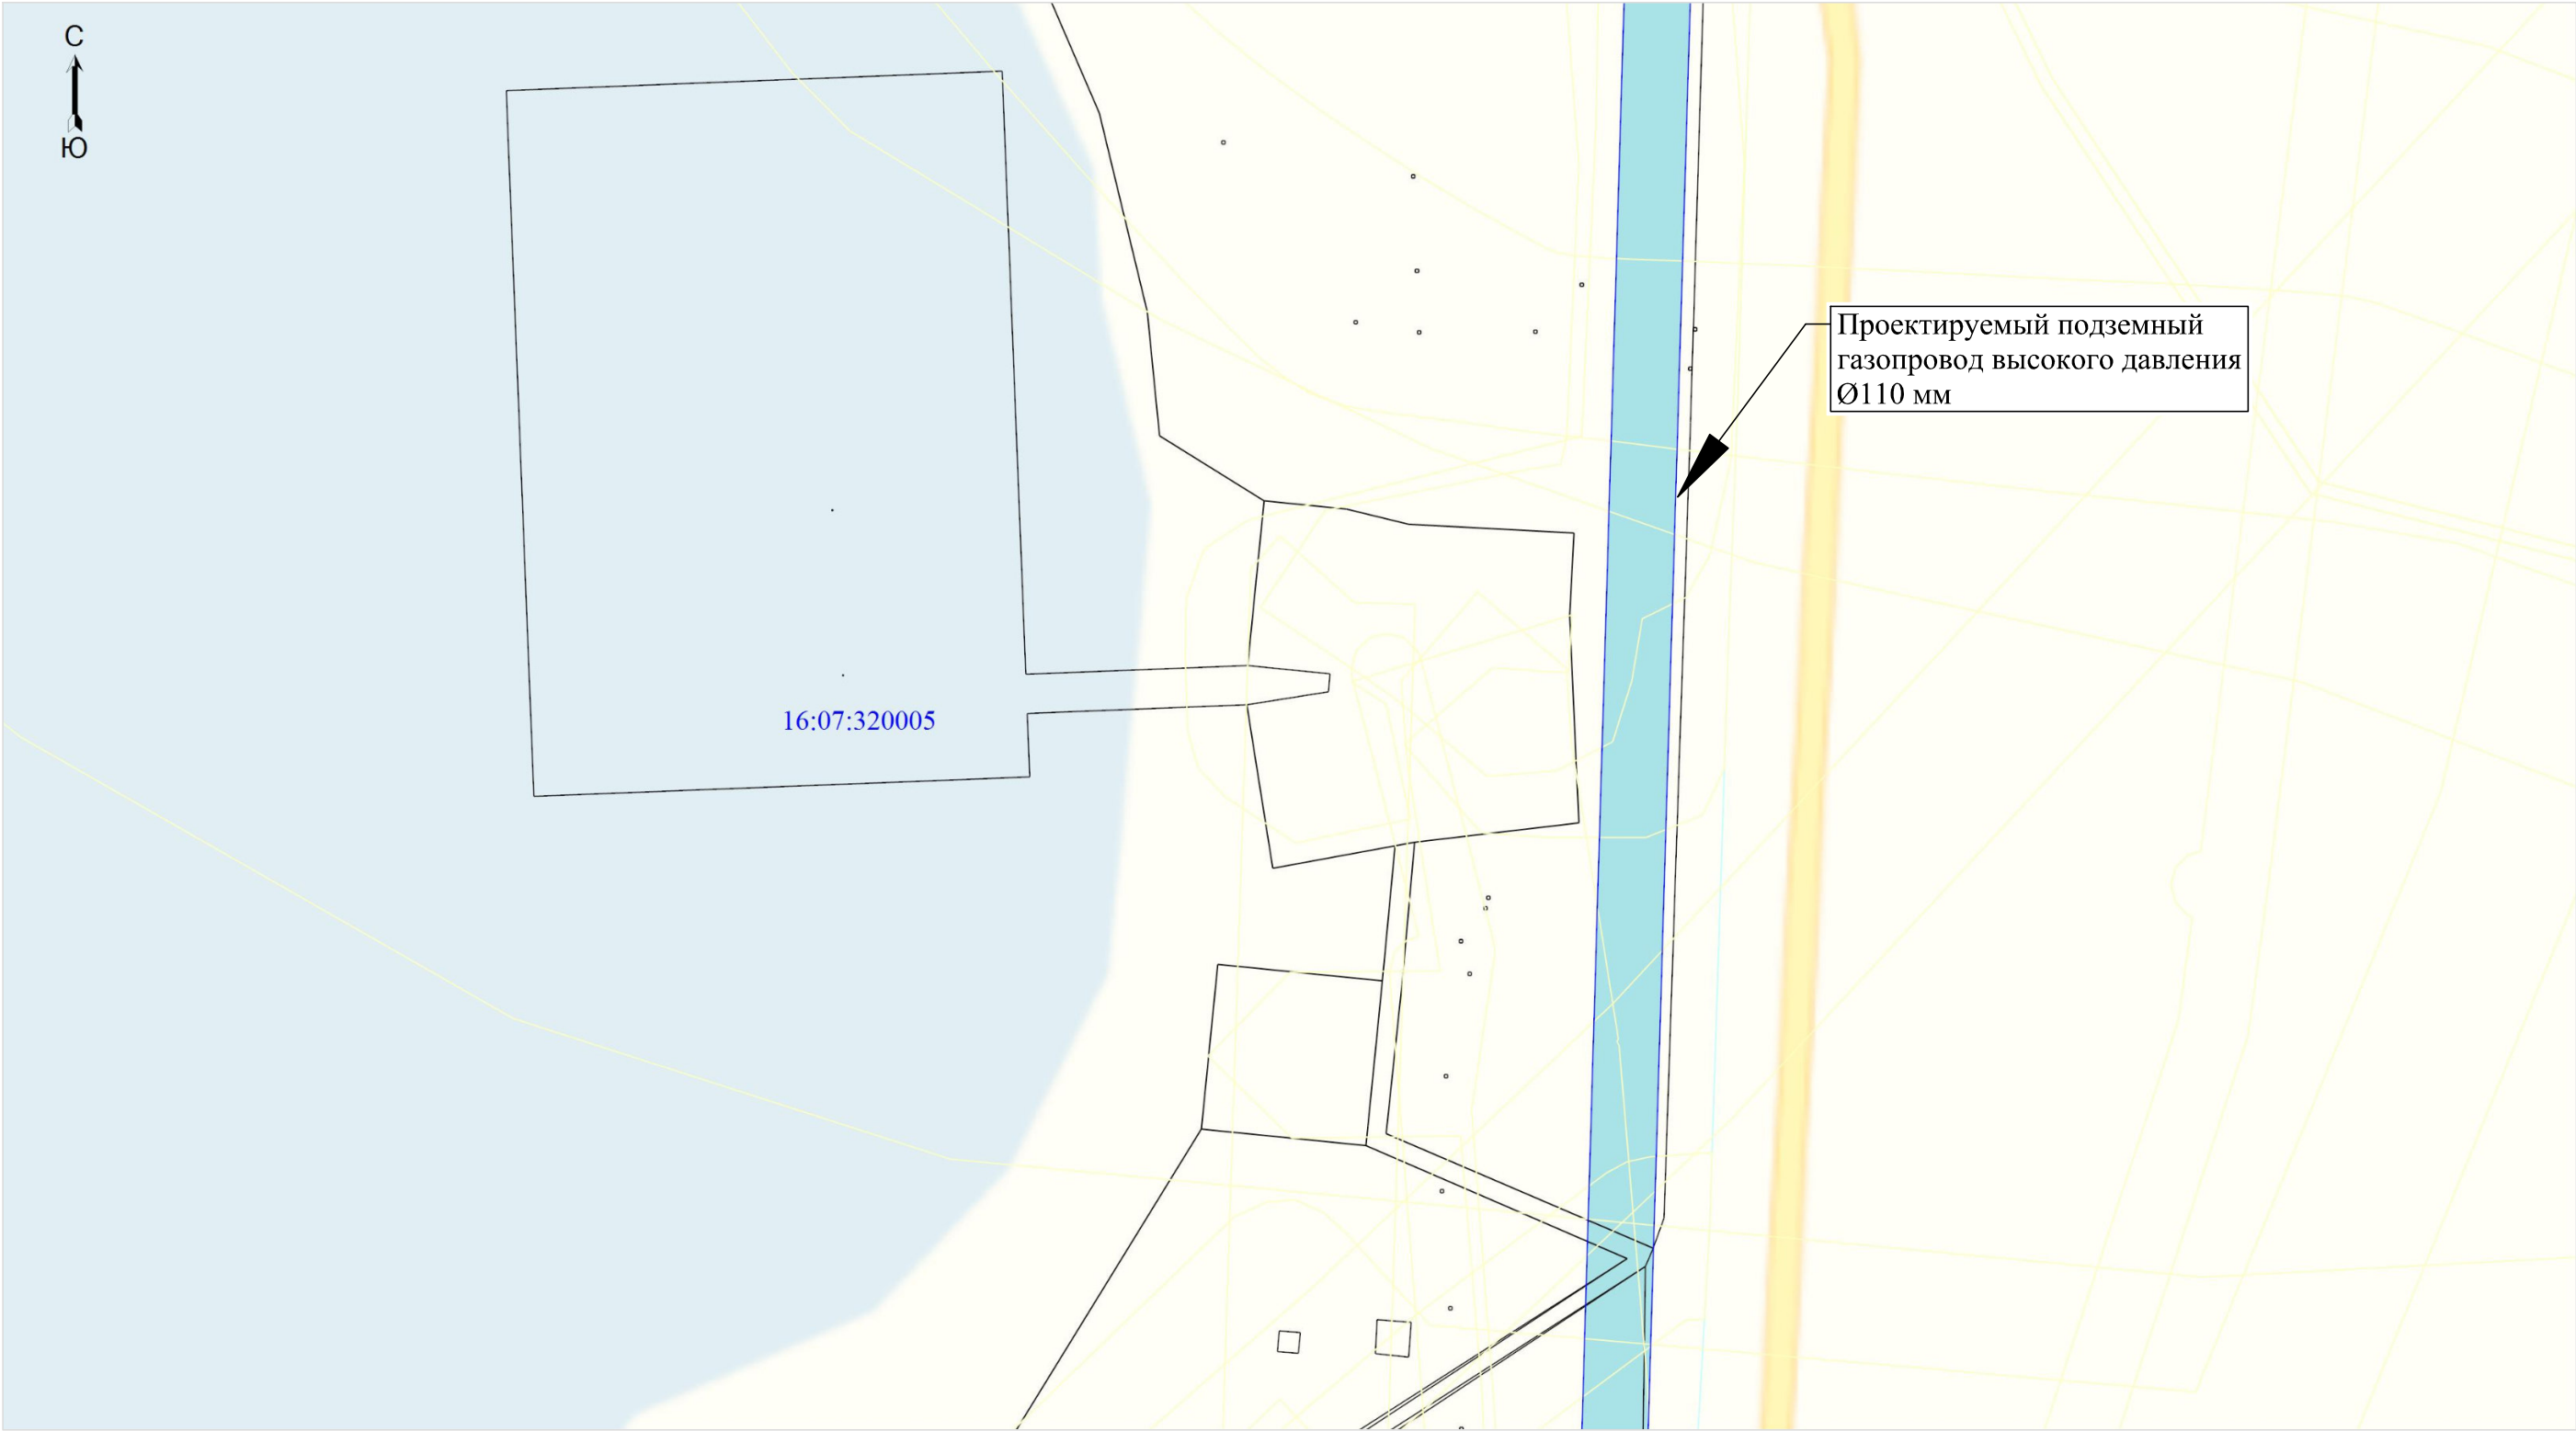 С
Ю
Проектируемый подземный
газопровод высокого давления
Ø110 мм
16:07:320005